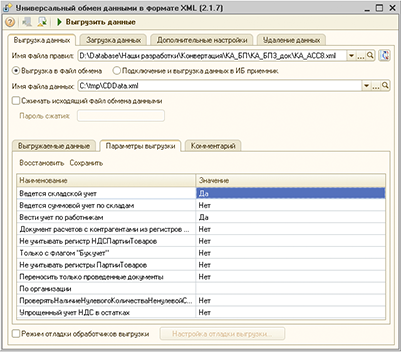 Универсальный обмен данными в формате XML (2.1.7)
Выгрузить данные
Выгрузка данных Загрузка данных Дополнительные настройки Удаление данных
Имя файла правил: D:\Database\Наши разработки\Конвертация\КА_БП\КА_БП3_док\КА_ACC8.xml
Выгрузка в файл обмена Подключение и выгрузка данных в ИБ приемник
Имя файла данных: C:\tmp\CDData.xml
Сжимать исходящий файл обмена данными
Пароль сжатия:
Выгружаемые данные Параметры выгрузки Комментарий
Восстановить Сохранить
Наименование Значение
Ведется складской учет Да
Ведется суммовой учет по складам Нет
Вести учет по работникам Да
Документ расчетов с контрагентами из регистров ... Нет
Не учитывать регистр НДСПартииТоваров Нет
Только с флагом "Бух.учет" Нет
Не учитывать регистры ПартииТоваров Нет
Переносить только проведенные документы Нет
По организации
ПроверятьНаличиеНулевогоКоличестваНенулевойС... Нет
Упрощенный учет НДС в остатках Нет
Режим отладки обработчиков выгрузки Настройка отладки выгрузки...